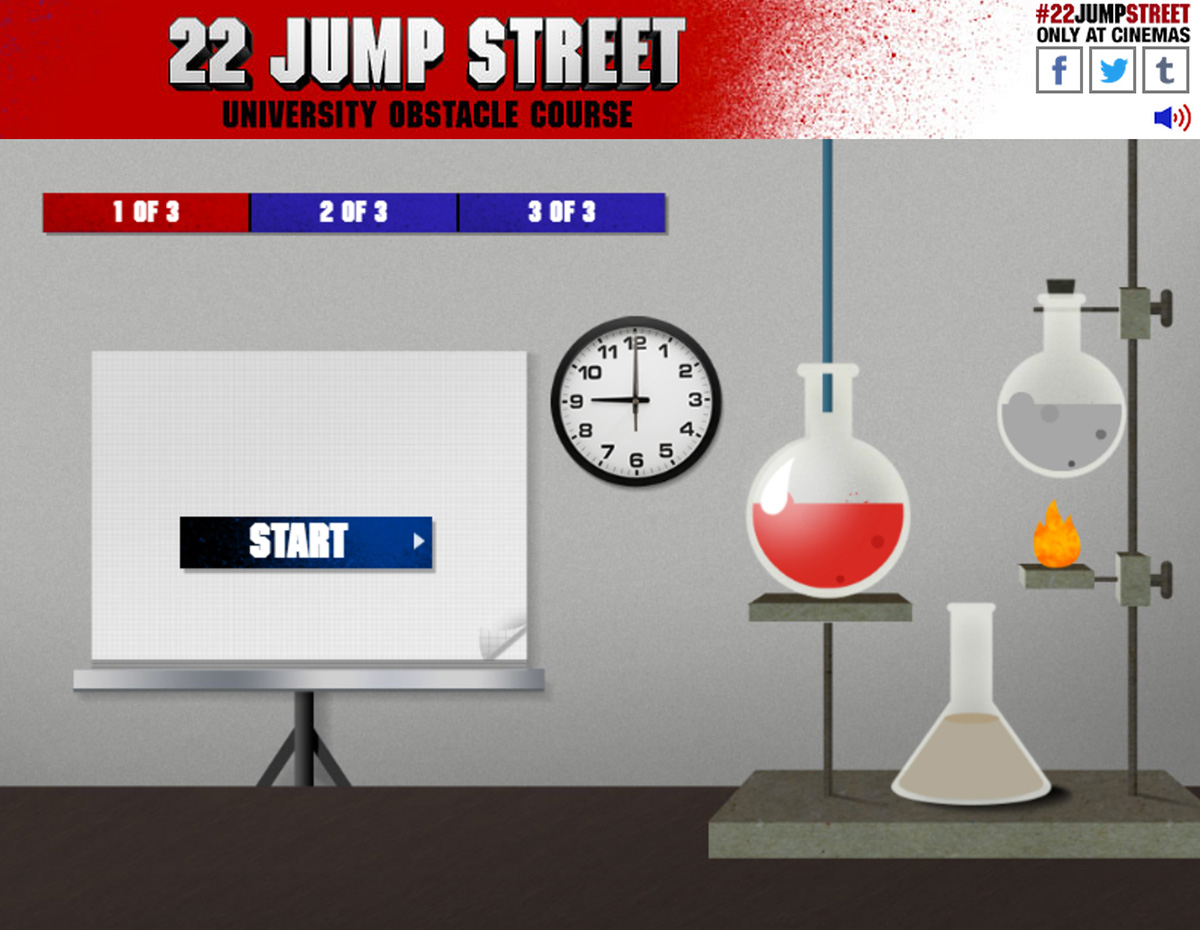 22 JUMP STREET
UNIVERSITY OBSTACLE COURSE
#22JUMPSTREET
ONLY AT CINEMAS
f t
1 OF 3
2 OF 3
3 OF 3
START
12
11 1
10 2
9 3
8 4
7 5
6